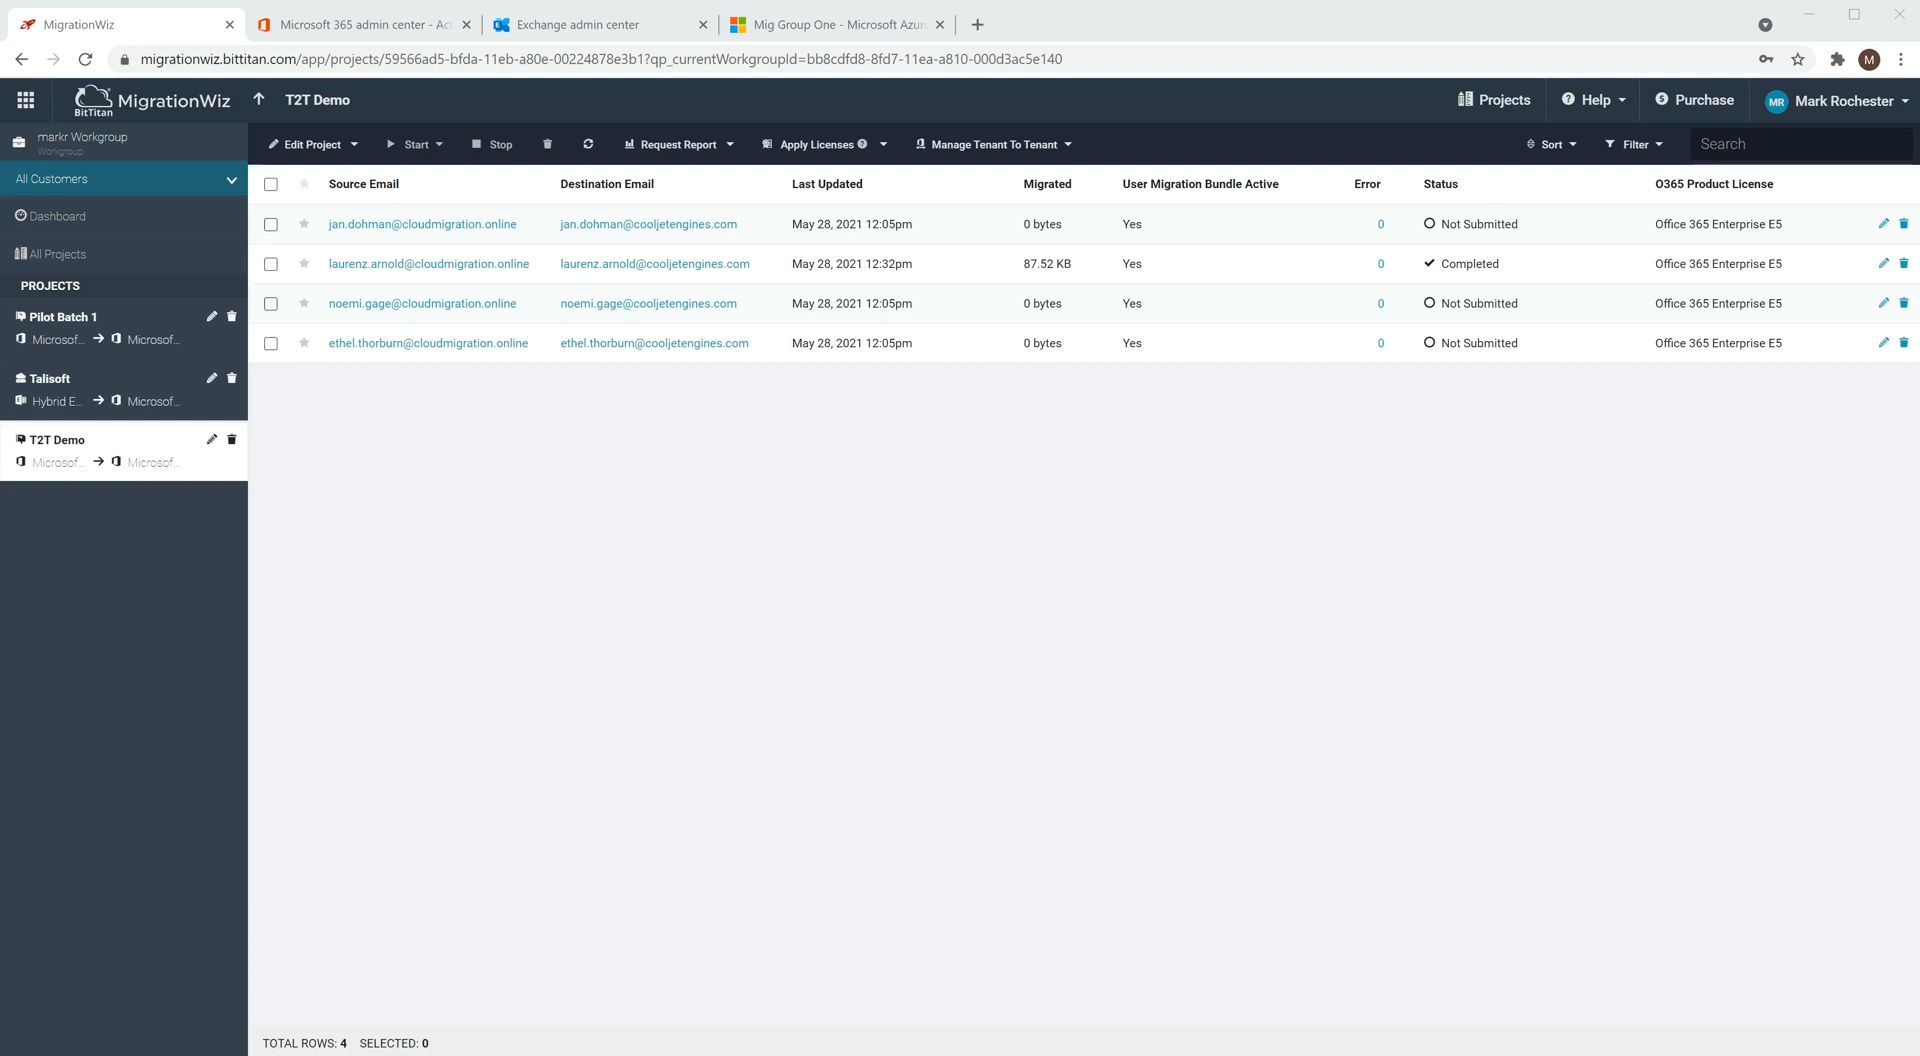 MigrationWiz
Microsoft 365 admin center - Act
Exchange admin center
Mig Group One - Microsoft Azur
migrationwiz.bittitan.com/app/projects/59566ad5-bfda-11eb-a80e-00224878e3b1?qp_currentWorkgroupId=bb8cdfd8-8fd7-11ea-a810-000d3ac5e140
M
BitTitan
MigrationWiz
T2T Demo
Projects
Help
Purchase
MR
Mark Rochester
markr Workgroup
Workgroup
Edit Project
Start
Stop
Request Report
Apply Licenses
Manage Tenant To Tenant
Sort
Filter
Search
All Customers
Dashboard
All Projects
PROJECTS
Pilot Batch 1
Microsof... Microsof...
Talisoft
Hybrid E... Microsof...
T2T Demo
Microsof... Microsof...
Source Email Destination Email Last Updated Migrated User Migration Bundle Active Error Status O365 Product License
jan.dohman@cloudmigration.online jan.dohman@cooljetengines.com May 28, 2021 12:05pm 0 bytes Yes 0 Not Submitted Office 365 Enterprise E5
laurenz.arnold@cloudmigration.online laurenz.arnold@cooljetengines.com May 28, 2021 12:32pm 87.52 KB Yes 0 Completed Office 365 Enterprise E5
noemi.gage@cloudmigration.online noemi.gage@cooljetengines.com May 28, 2021 12:05pm 0 bytes Yes 0 Not Submitted Office 365 Enterprise E5
ethel.thorburn@cloudmigration.online ethel.thorburn@cooljetengines.com May 28, 2021 12:05pm 0 bytes Yes 0 Not Submitted Office 365 Enterprise E5
TOTAL ROWS: 4 SELECTED: 0